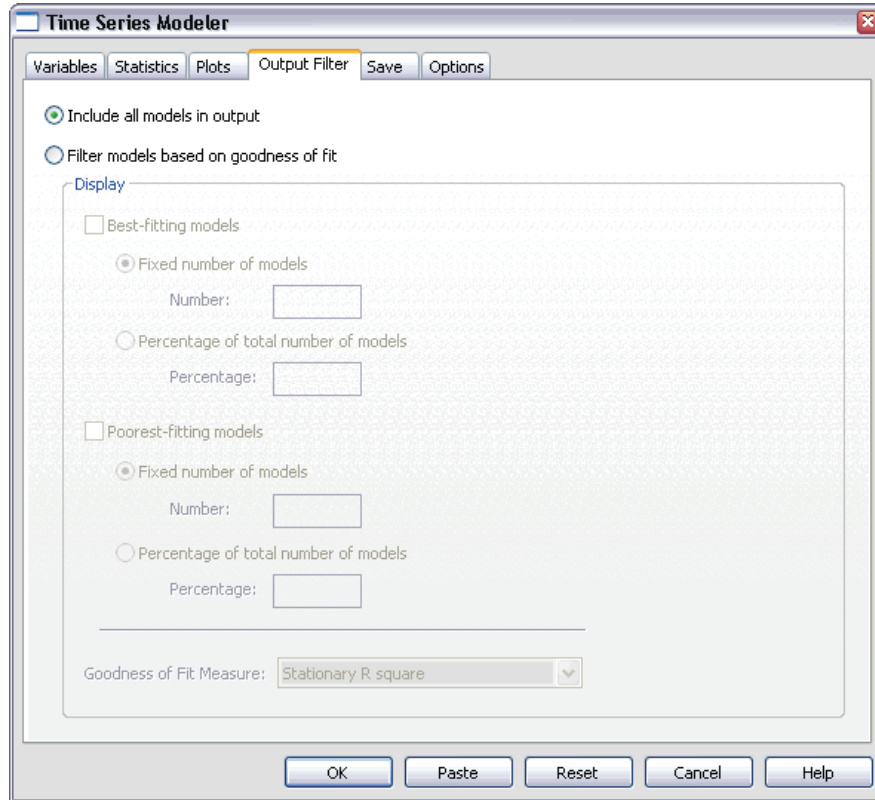 Time Series Modeler
Variables Statistics Plots Output Filter Save Options
Include all models in output
Filter models based on goodness of fit
Display
Best-fitting models
Fixed number of models
Number:
Percentage of total number of models
Percentage:
Poorest-fitting models
Fixed number of models
Number:
Percentage of total number of models
Percentage:
Goodness of Fit Measure: Stationary R square
OK Paste Reset Cancel Help